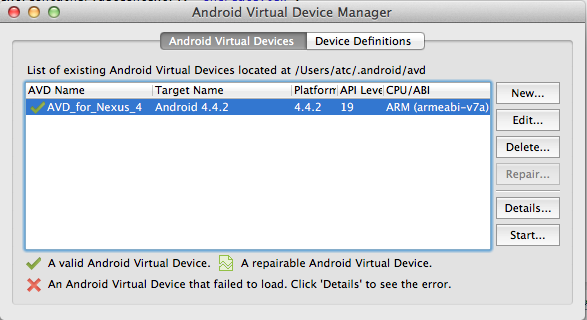 Android Virtual Device Manager
Android Virtual Devices Device Definitions
List of existing Android Virtual Devices located at /Users/atc/.android/avd
AVD Name Target Name Platform API Leve CPU/ABI
AVD_for_Nexus_4 Android 4.4.2 4.4.2 19 ARM (armeabi-v7a)
New...
Edit...
Delete...
Repair...
Details...
Start...
A valid Android Virtual Device. A repairable Android Virtual Device.
An Android Virtual Device that failed to load. Click 'Details' to see the error.